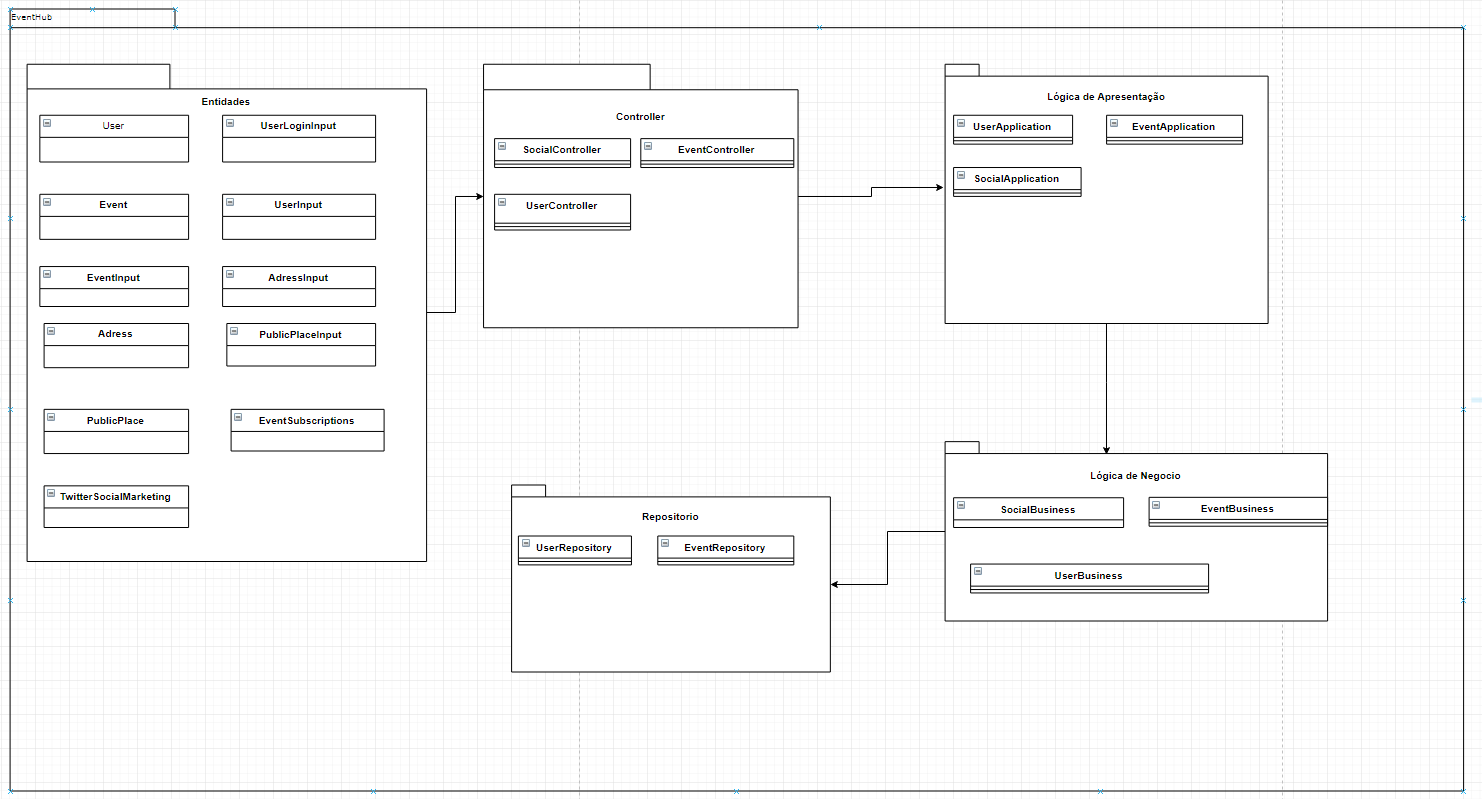 EventHub
Entidades
User
UserLoginInput
Event
UserInput
EventInput
AdressInput
Adress
PublicPlaceInput
PublicPlace
EventSubscriptions
TwitterSocialMarketing
Controller
SocialController
EventController
UserController
Lógica de Apresentação
UserApplication
EventApplication
SocialApplication
Repositorio
UserRepository
EventRepository
Lógica de Negocio
SocialBusiness
EventBusiness
UserBusiness